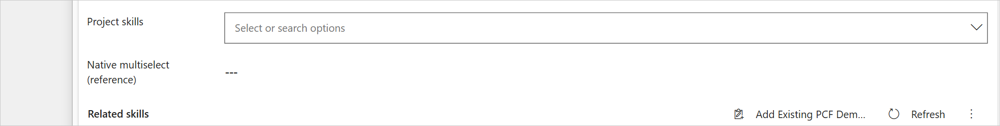 Project skills
Select or search options
Native multiselect
(reference)
---
Related skills
Add Existing PCF Dem...
Refresh